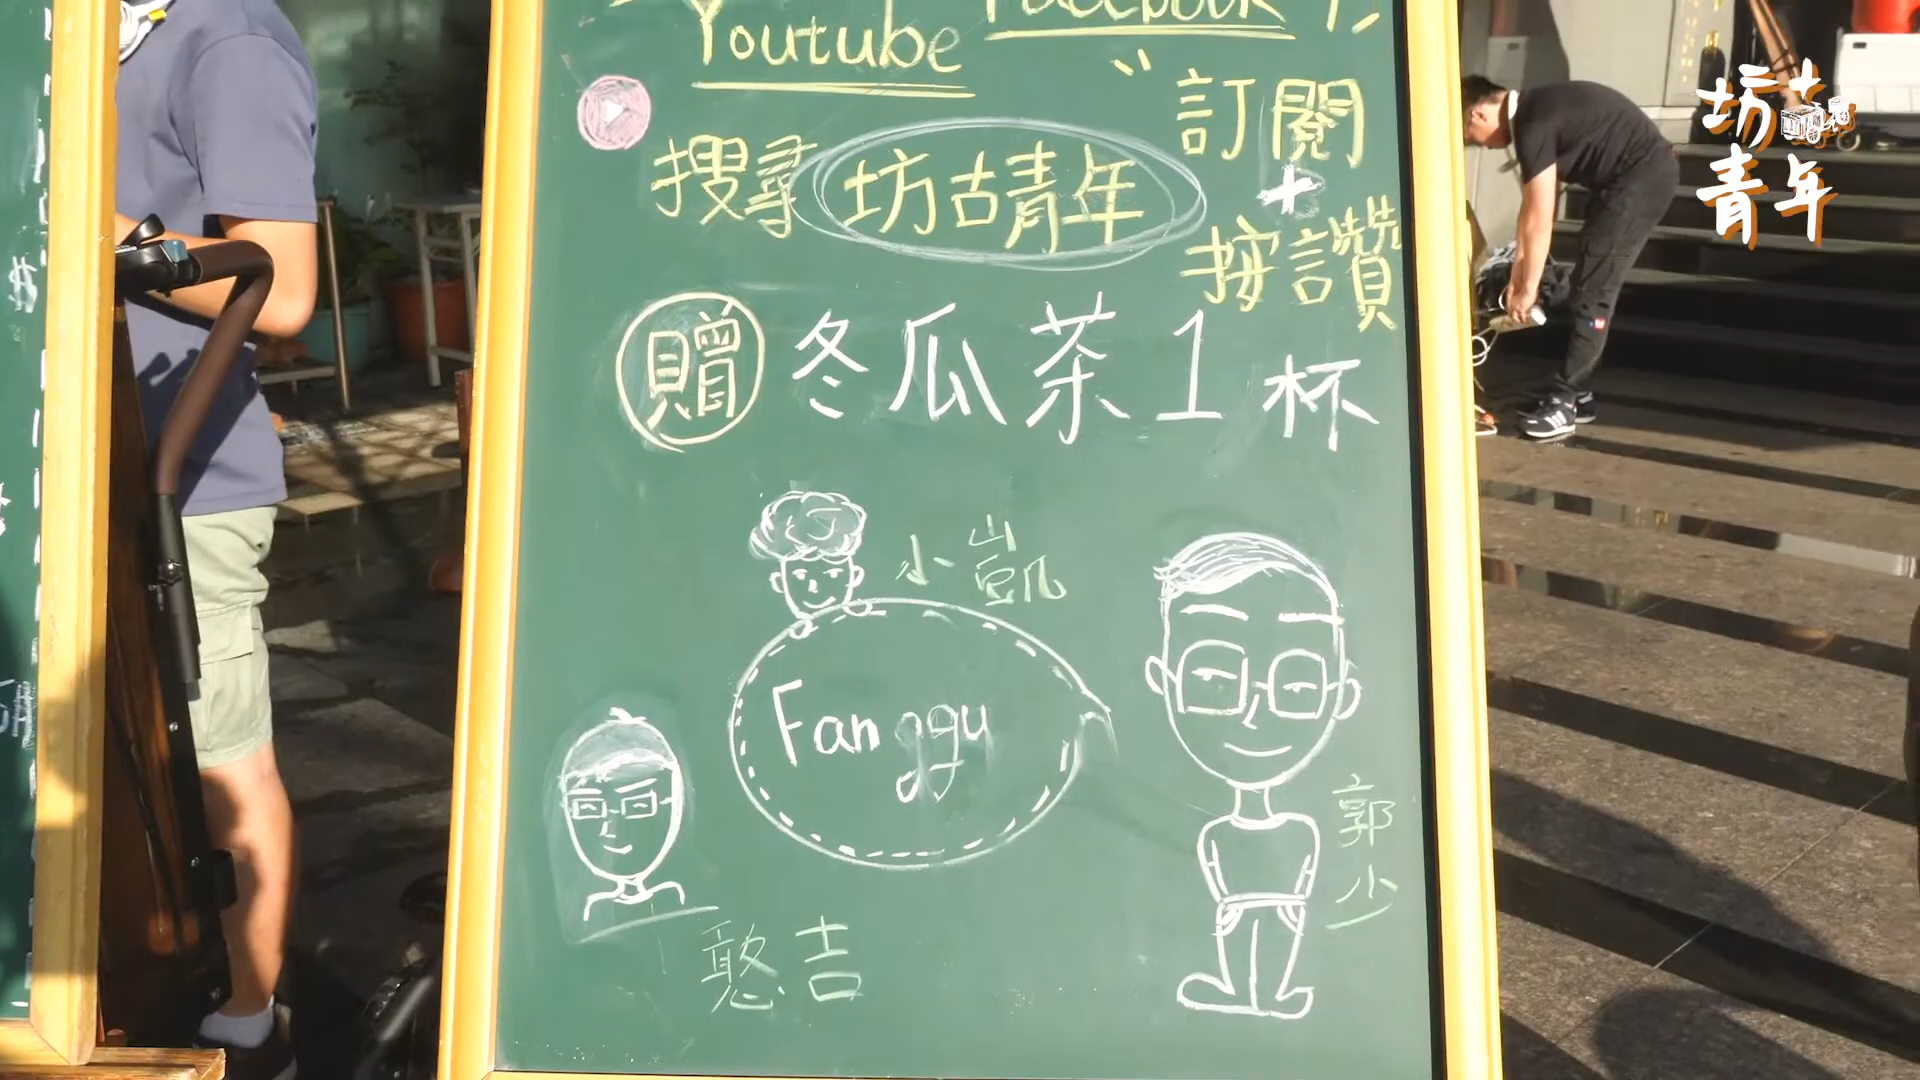 Youtube
Facebook
訂閱
+
按讚
搜尋 坊古青年
贈 冬瓜茶1杯
小凱
Fanggu
郭少
憨吉
坊古
青年